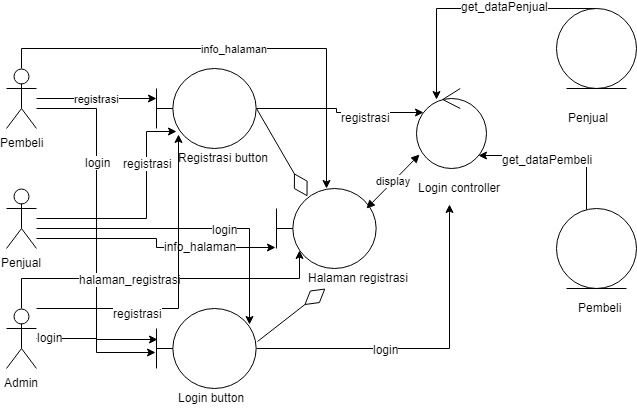 get_dataPenjual
info_halaman
registrasi
registrasi
Penjual
Pembeli
login
registrasi
Registrasi button
get_dataPembeli
display
Login controller
login
info_halaman
Penjual
Halaman registrasi
halaman_registrasi
registrasi
Pembeli
login
login
Admin
Login button